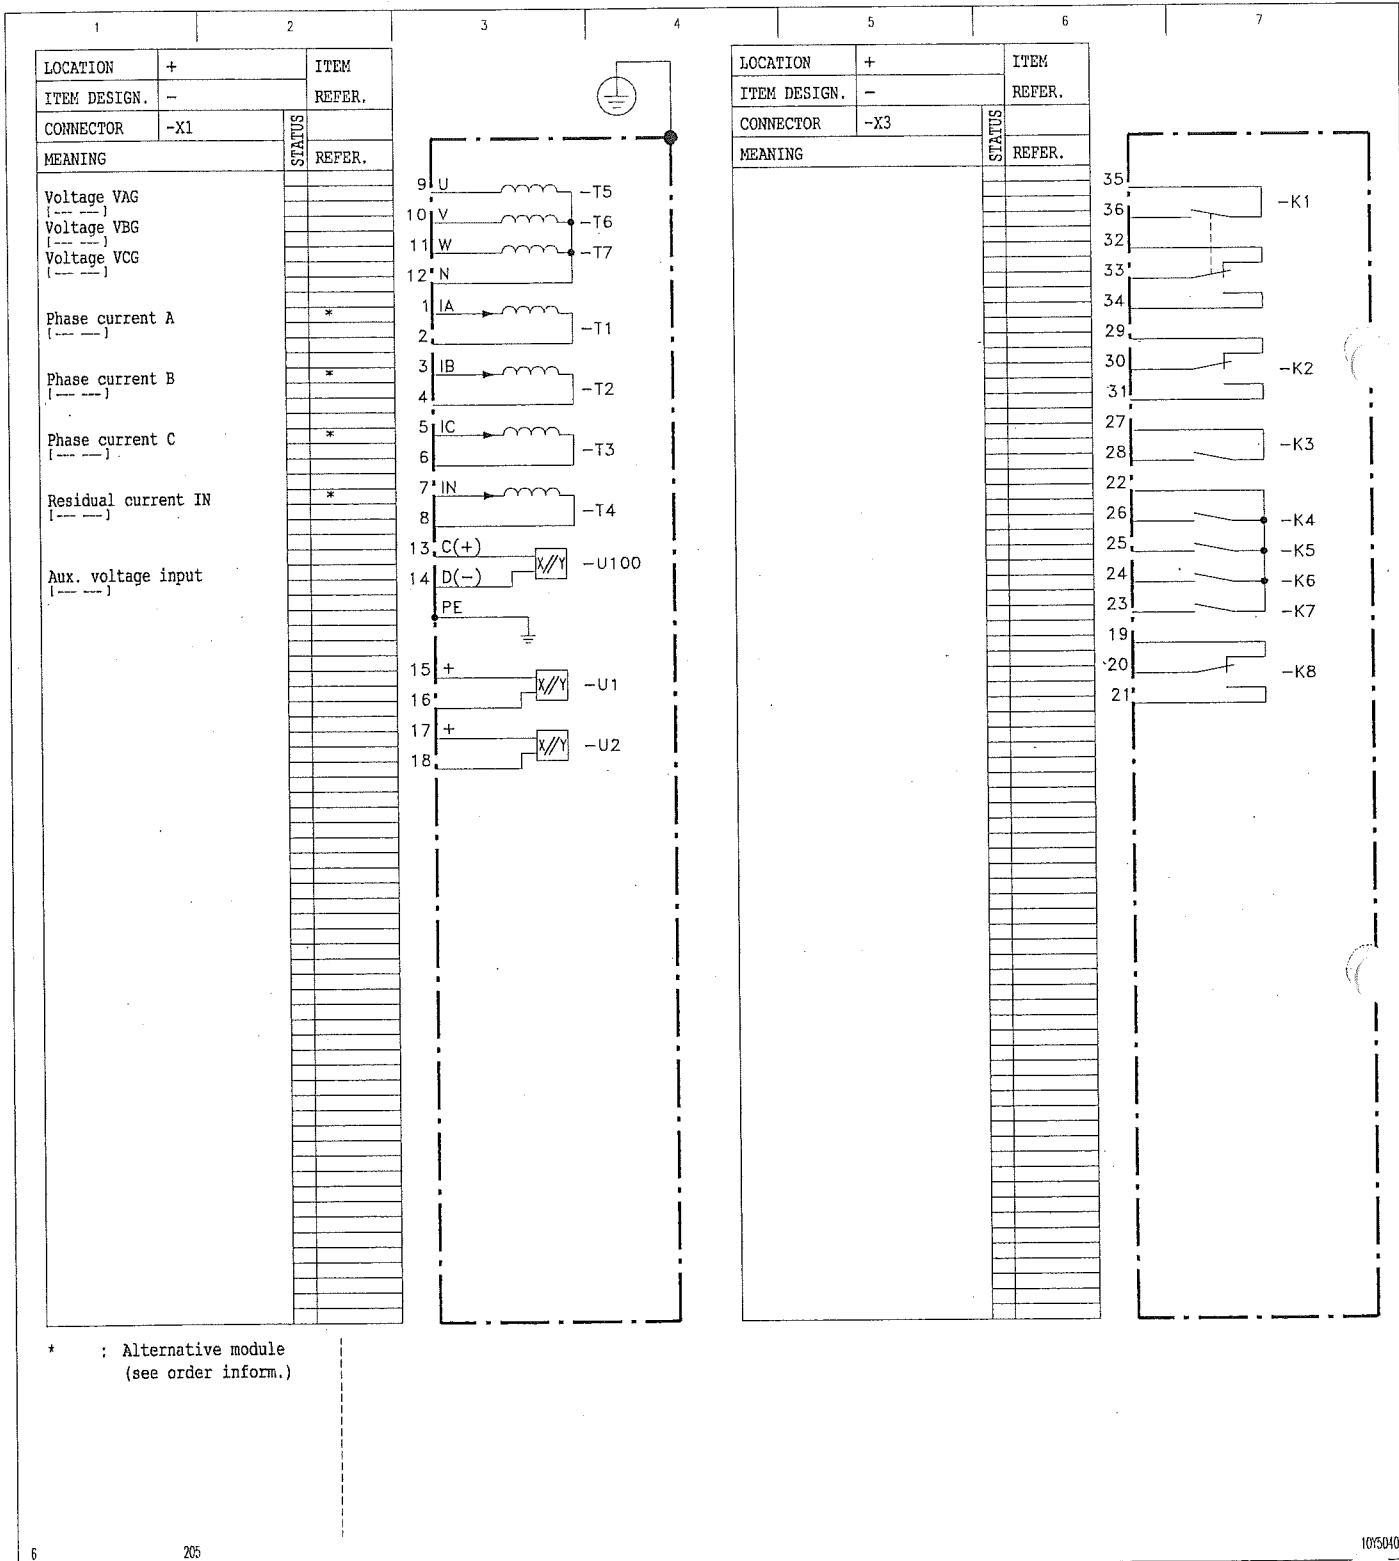 1 2 3 4 5 6 7
LOCATION + ITEM
ITEM DESIGN. - REFER.
CONNECTOR -X1 STATUS
MEANING REFER.
Voltage VAG
[--- ---]
Voltage VBG
[--- ---]
Voltage VCG
[--- ---]
Phase current A *
[--- ---]
Phase current B *
[--- ---]
Phase current C *
[--- ---]
Residual current IN *
[--- ---]
Aux. voltage input
[--- ---]
9 U -T5
10 V -T6
11 W -T7
12 N
1 IA
2 -T1
3 IB
4 -T2
5 IC
6 -T3
7 IN
8 -T4
13 C(+)
X//Y -U100
14 D(-)
PE
15 +
X//Y -U1
16
17 +
X//Y -U2
18
LOCATION + ITEM
ITEM DESIGN. - REFER.
CONNECTOR -X3 STATUS
MEANING REFER.
35
-K1
36
32
33
34
29
30 -K2
31
27
-K3
28
22
26 -K4
25 -K5
24 -K6
23 -K7
19
20 -K8
21
* : Alternative module
(see order inform.)
6 205 10Y5040